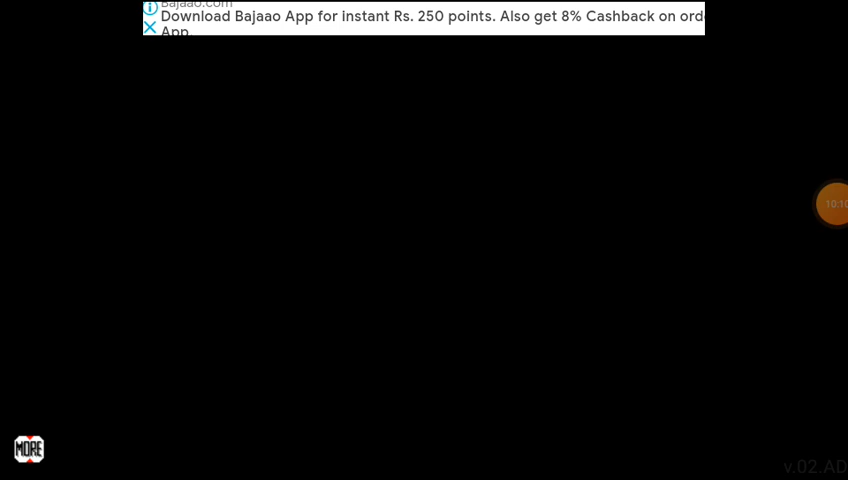 Bajaao.com
Download Bajaao App for instant Rs. 250 points. Also get 8% Cashback on
App.
10:10
MORE
v.02.AD